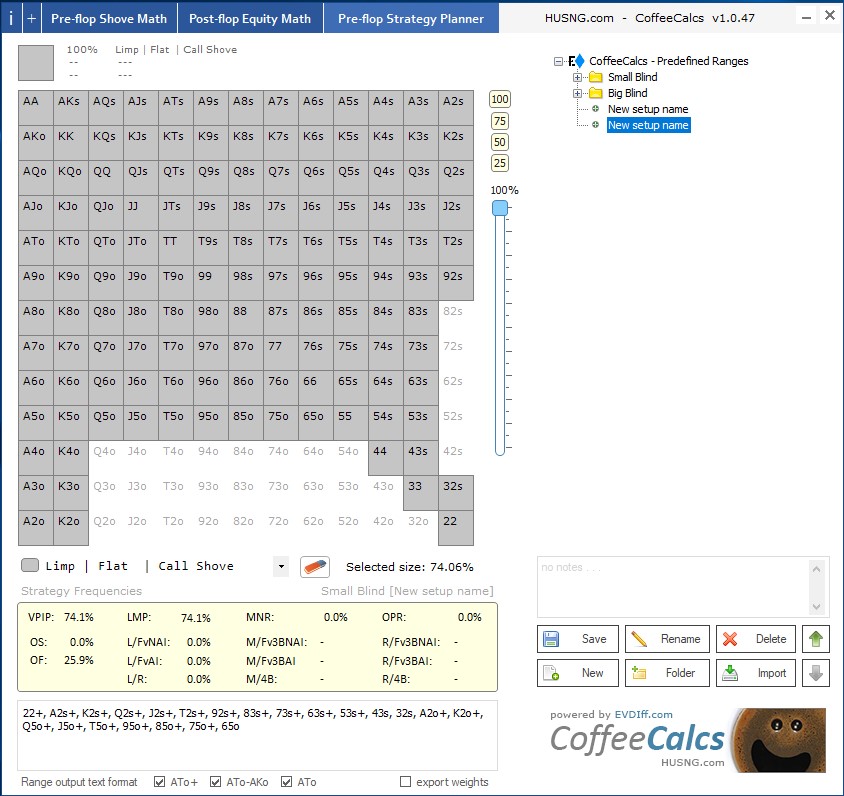 i + Pre-flop Shove Math Post-flop Equity Math Pre-flop Strategy Planner HUSNG.com - CoffeeCalcs v1.0.47
100% Limp | Flat | Call Shove
-- ---
-- ---
CoffeeCalcs - Predefined Ranges
Small Blind
Big Blind
New setup name
New setup name
AA AKs AQs AJs ATs A9s A8s A7s A6s A5s A4s A3s A2s
AKo KK KQs KJs KTs K9s K8s K7s K6s K5s K4s K3s K2s
AQo KQo QQ QJs QTs Q9s Q8s Q7s Q6s Q5s Q4s Q3s Q2s
AJo KJo QJo JJ JTs J9s J8s J7s J6s J5s J4s J3s J2s
ATo KTo QTo JTo TT T9s T8s T7s T6s T5s T4s T3s T2s
A9o K9o Q9o J9o T9o 99 98s 97s 96s 95s 94s 93s 92s
A8o K8o Q8o J8o T8o 98o 88 87s 86s 85s 84s 83s 82s
A7o K7o Q7o J7o T7o 97o 87o 77 76s 75s 74s 73s 72s
A6o K6o Q6o J6o T6o 96o 86o 76o 66 65s 64s 63s 62s
A5o K5o Q5o J5o T5o 95o 85o 75o 65o 55 54s 53s 52s
A4o K4o Q4o J4o T4o 94o 84o 74o 64o 54o 44 43s 42s
A3o K3o Q3o J3o T3o 93o 83o 73o 63o 53o 43o 33 32s
A2o K2o Q2o J2o T2o 92o 82o 72o 62o 52o 42o 32o 22
100
75
50
25
100%
Limp | Flat | Call Shove Selected size: 74.06%
Strategy Frequencies Small Blind [New setup name]
VPIP: 74.1% LMP: 74.1% MNR: 0.0% OPR: 0.0%
OS: 0.0% L/FvNAI: 0.0% M/Fv3BNAI: - R/Fv3BNAI: -
OF: 25.9% L/FvAI: 0.0% M/Fv3BAI - R/Fv3BAI: -
L/R: 0.0% M/4B: - R/4B: -
22+, A2s+, K2s+, Q2s+, J2s+, T2s+, 92s+, 83s+, 73s+, 63s+, 53s+, 43s, 32s, A2o+, K2o+,
Q5o+, J5o+, T5o+, 95o+, 85o+, 75o+, 65o
Range output text format ATo+ ATo-AKo ATo export weights
no notes . . .
Save Rename Delete
New Folder Import
powered by EVDiff.com
CoffeeCalcs
HUSNG.com